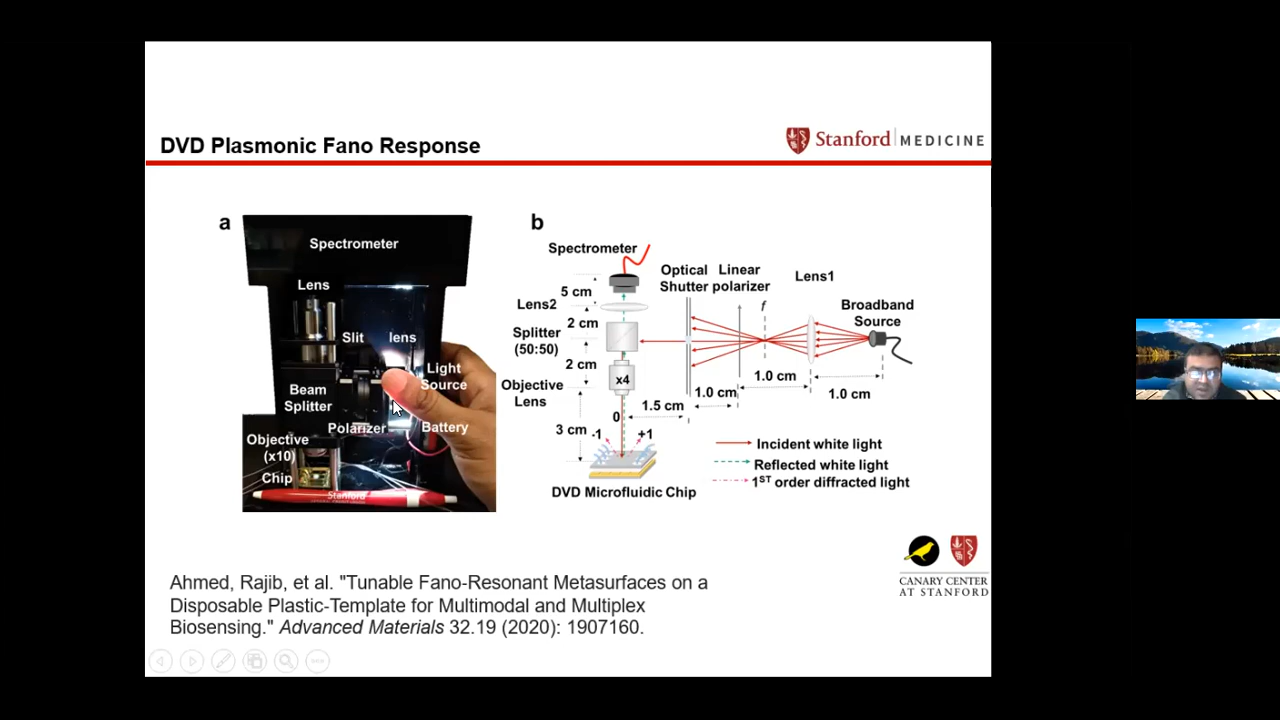 DVD Plasmonic Fano Response
Stanford MEDICINE
a
Spectrometer
Lens
Slit
lens
Light
Source
Beam
Splitter
Polarizer
Battery
Objective
(x10)
Chip
Stanford
b
Spectrometer
Optical
Shutter
Linear
polarizer
Lens1
5 cm
f
Broadband
Source
Lens2
2 cm
Splitter
(50:50)
2 cm
x4
Objective
Lens
1.0 cm
1.0 cm
1.0 cm
1.5 cm
0
3 cm
-1
+1
Incident white light
Reflected white light
1ST order diffracted light
DVD Microfluidic Chip
CANARY CENTER
AT STANFORD
Ahmed, Rajib, et al. "Tunable Fano-Resonant Metasurfaces on a
Disposable Plastic-Template for Multimodal and Multiplex
Biosensing." Advanced Materials 32.19 (2020): 1907160.